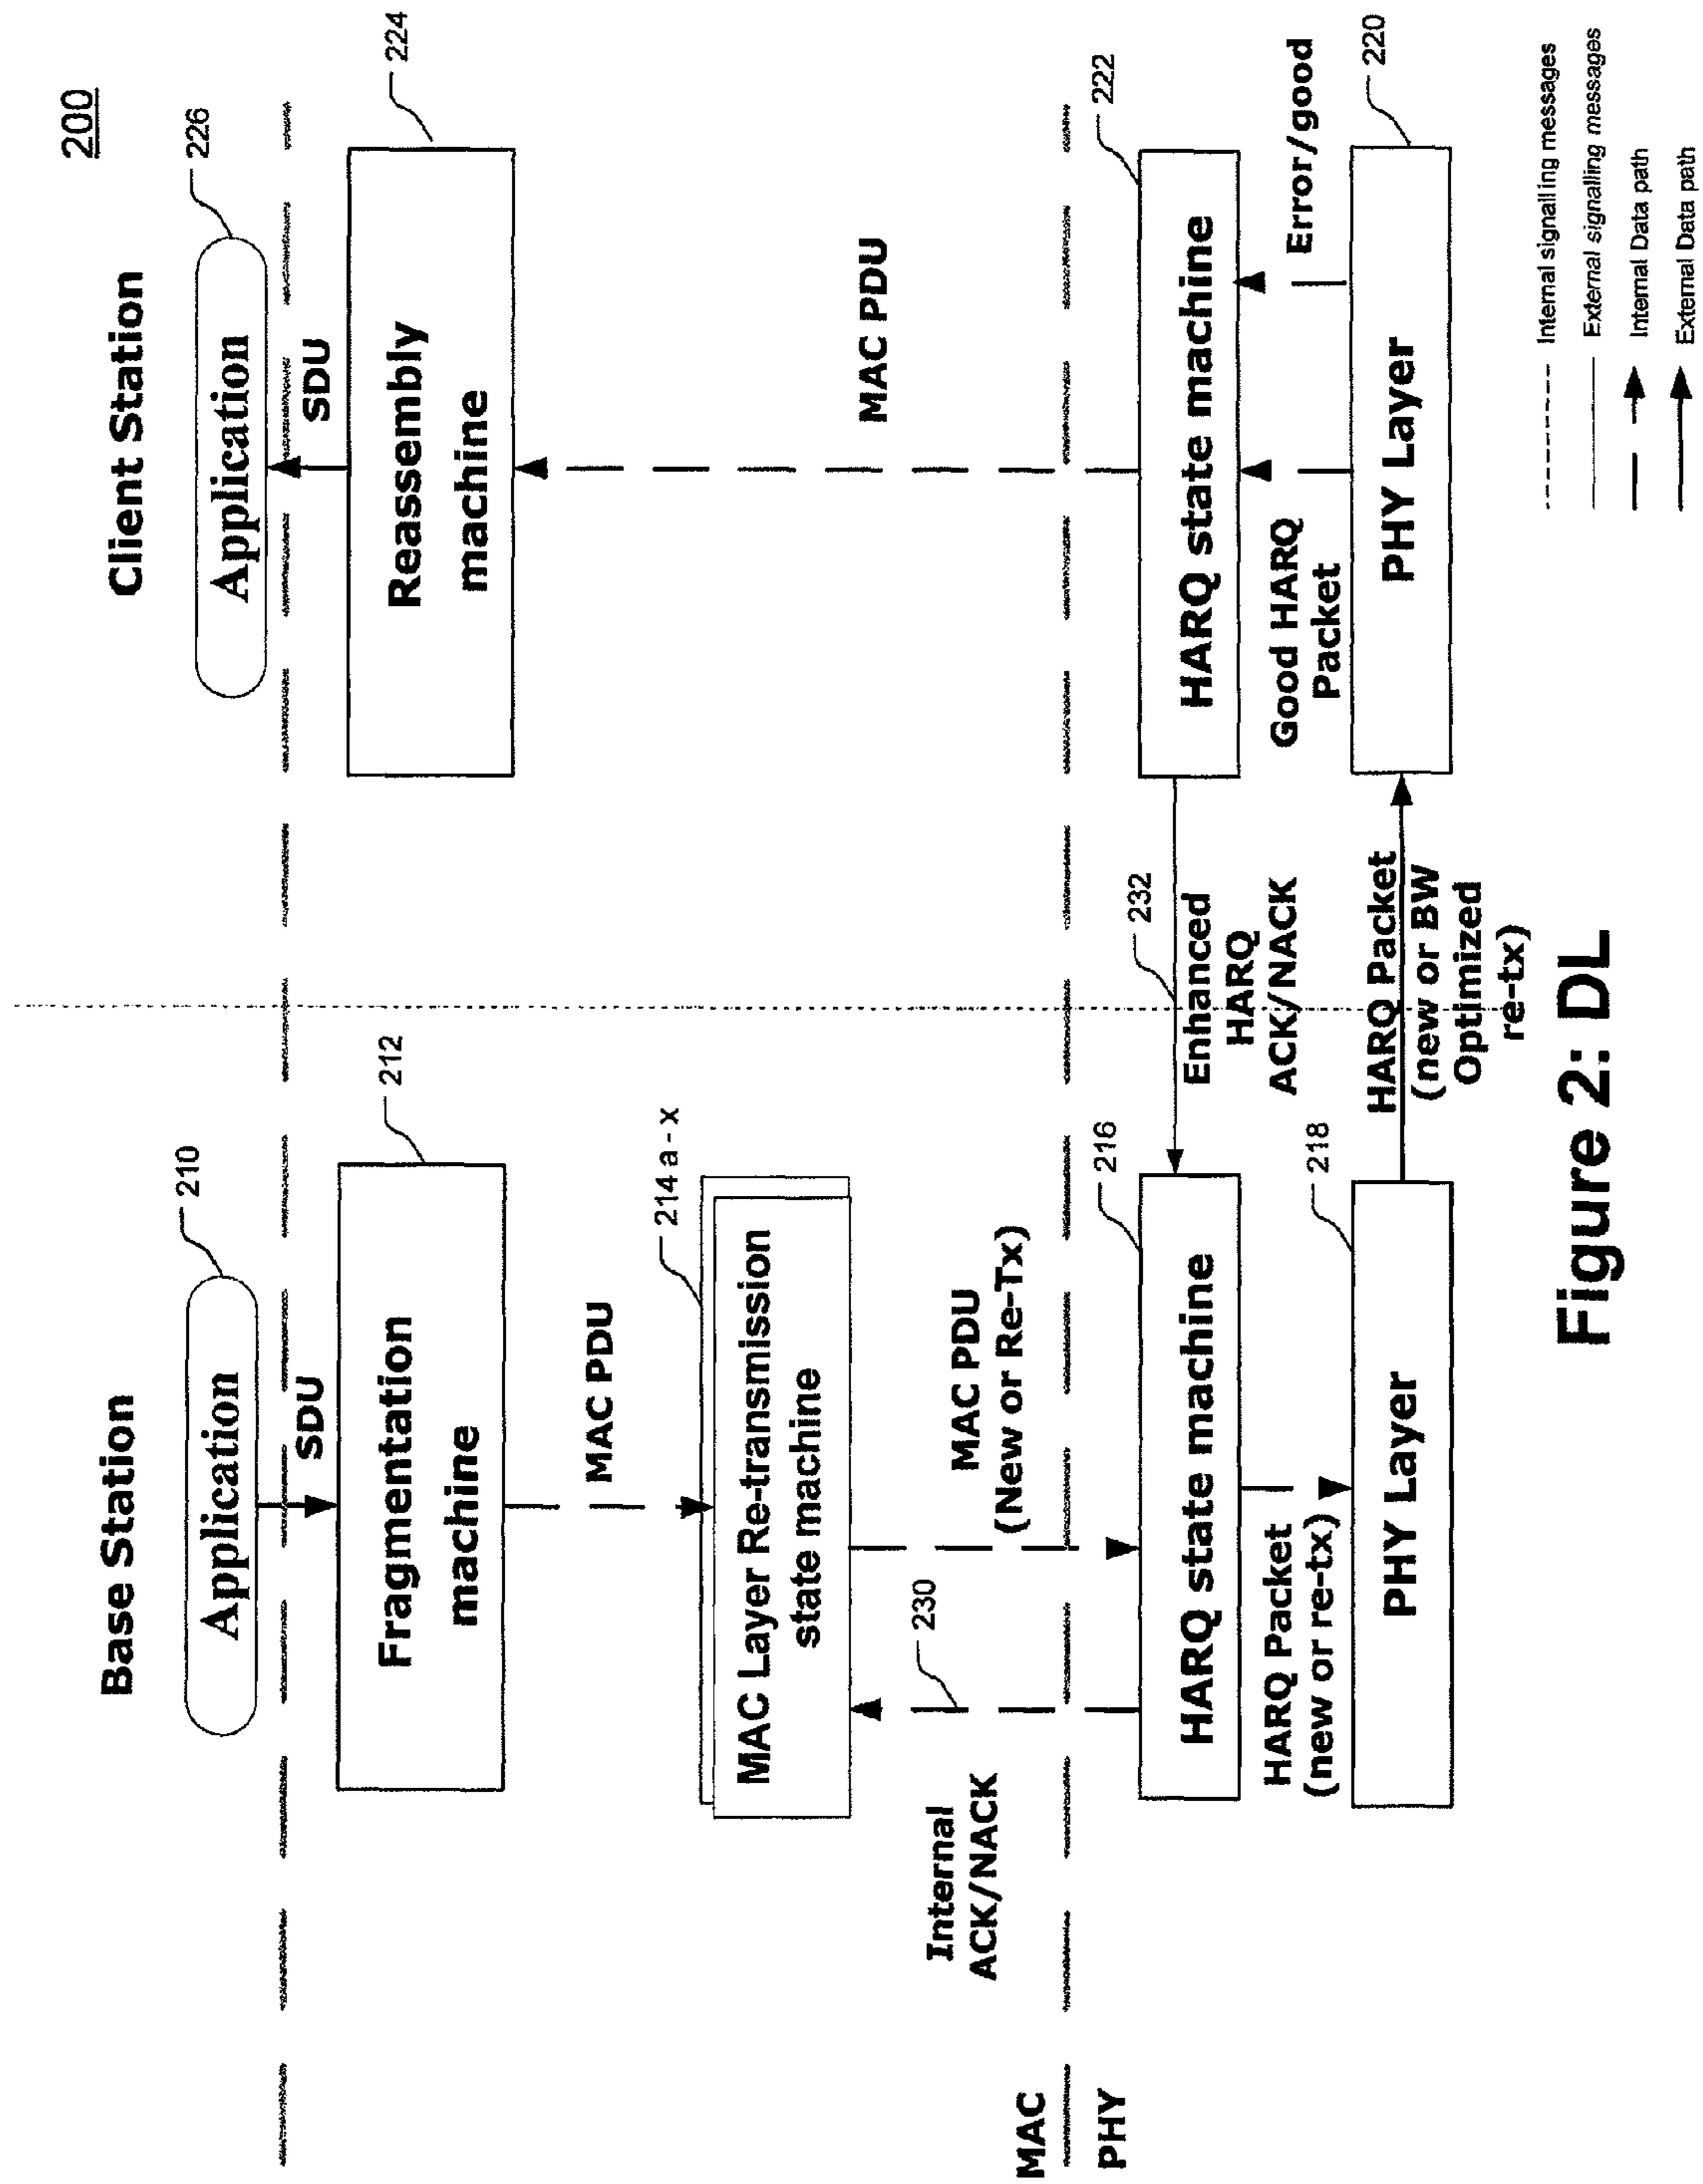 200
Base Station
Client Station
210
Application
226
Application
SDU
SDU
212
Fragmentation
machine
224
Reassembly
machine
MAC PDU
214 a - x
MAC Layer Re-transmission
state machine
MAC PDU
Internal
ACK/NACK
230
MAC PDU
(New or Re-Tx)
MAC
PHY
216
HARQ state machine
232
Enhanced
HARQ
ACK/NACK
222
HARQ state machine
HARQ Packet
(new or re-tx)
Good HARQ
Packet
Error/good
218
PHY Layer
HARQ Packet
(new or BW
Optimized
re-tx)
220
PHY Layer
Internal signalling messages
External signalling messages
Internal Data path
External Data path
Figure 2: DL